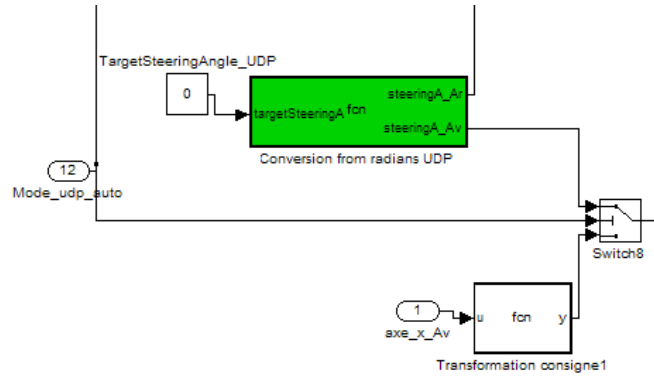 TargetSteeringAngle_UDP
0
targetSteeringA fcn steeringA_Ar
steeringA_Av
Conversion from radians UDP
12
Mode_udp_auto
Switch8
1
axe_x_Av
u fcn y
Transformation consigne1